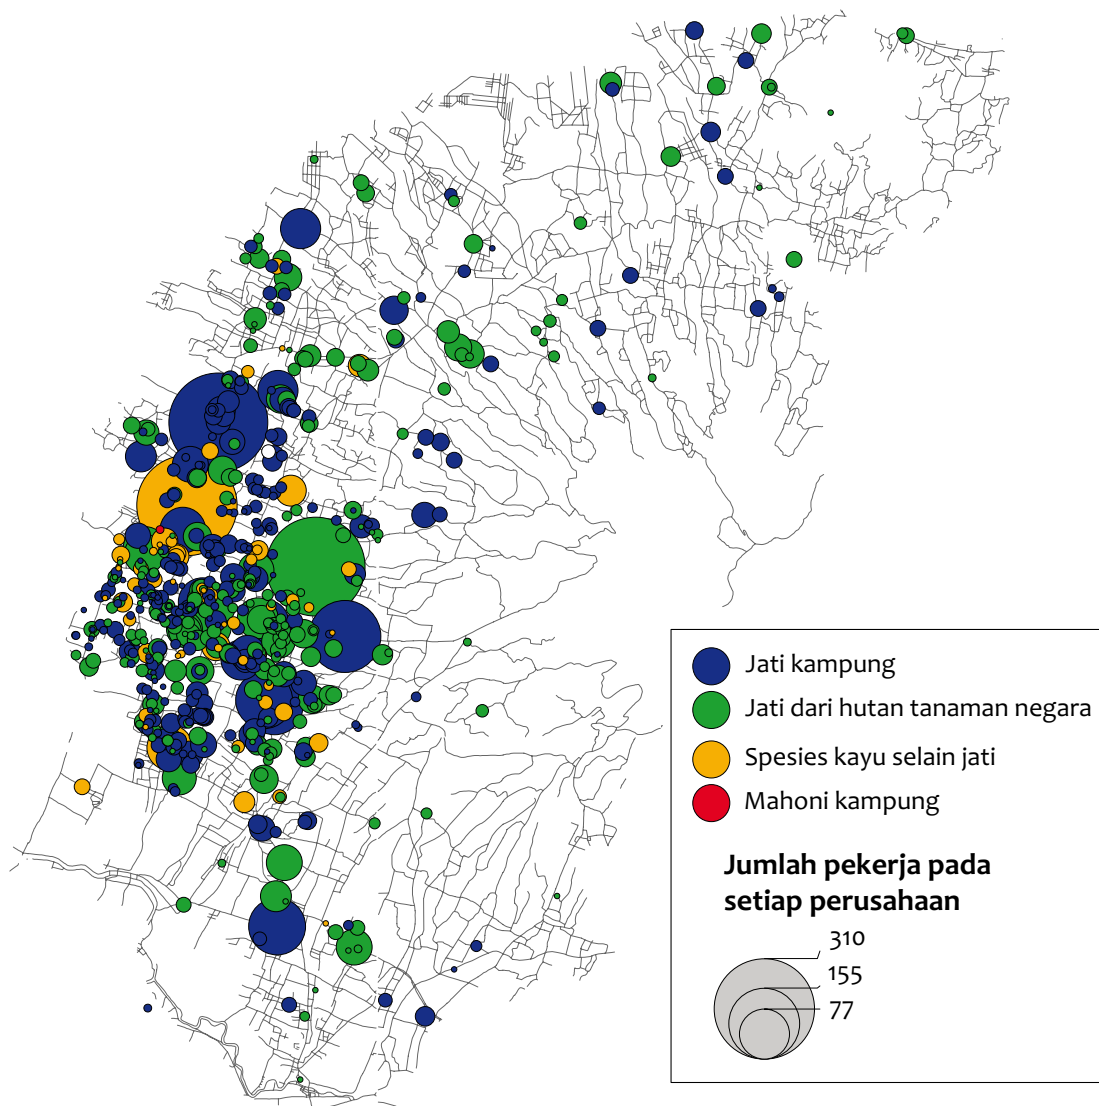 Jati kampung
Jati dari hutan tanaman negara
Spesies kayu selain jati
Mahoni kampung
Jumlah pekerja pada
setiap perusahaan
310
155
77